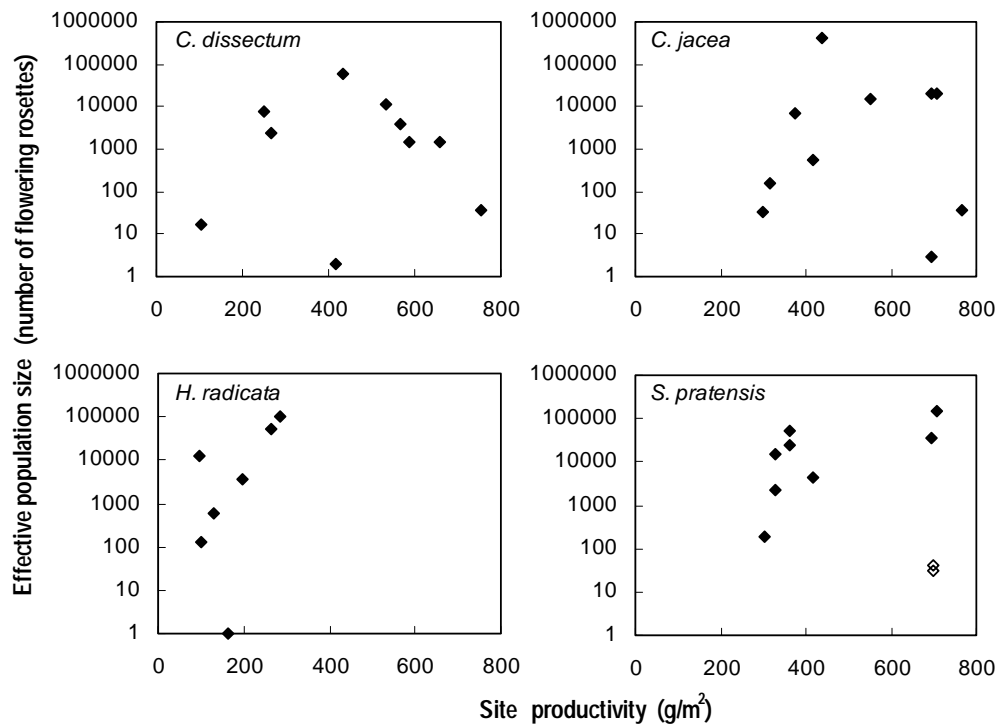 Effective population size (number of flowering rosettes)
C. dissectum
1000000
100000
10000
1000
100
10
1
0 200 400 600 800
C. jacea
1000000
100000
10000
1000
100
10
1
0 200 400 600 800
H. radicata
1000000
100000
10000
1000
100
10
1
0 200 400 600 800
S. pratensis
1000000
100000
10000
1000
100
10
1
0 200 400 600 800
Site productivity (g/m²)